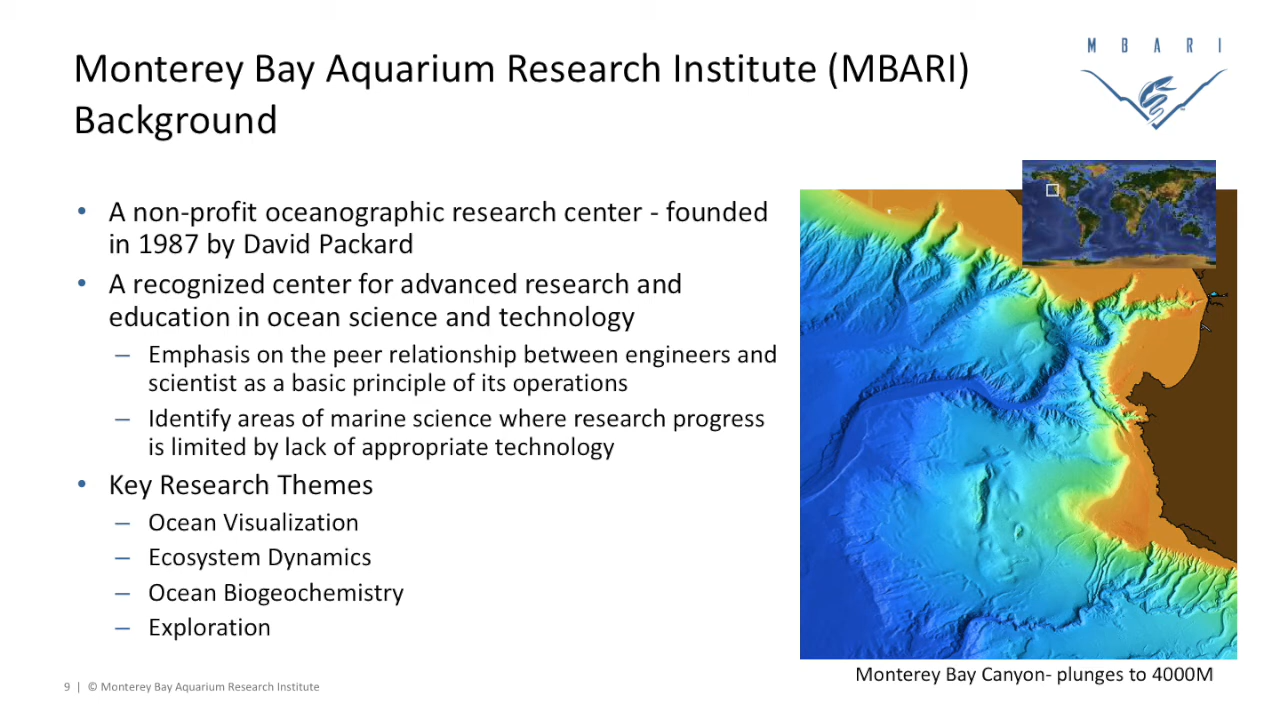 Monterey Bay Aquarium Research Institute (MBARI)
Background
M B A R I
• A non-profit oceanographic research center - founded
in 1987 by David Packard
• A recognized center for advanced research and
education in ocean science and technology
– Emphasis on the peer relationship between engineers and
scientist as a basic principle of its operations
– Identify areas of marine science where research progress
is limited by lack of appropriate technology
• Key Research Themes
– Ocean Visualization
– Ecosystem Dynamics
– Ocean Biogeochemistry
– Exploration
Monterey Bay Canyon- plunges to 4000M
9 | © Monterey Bay Aquarium Research Institute